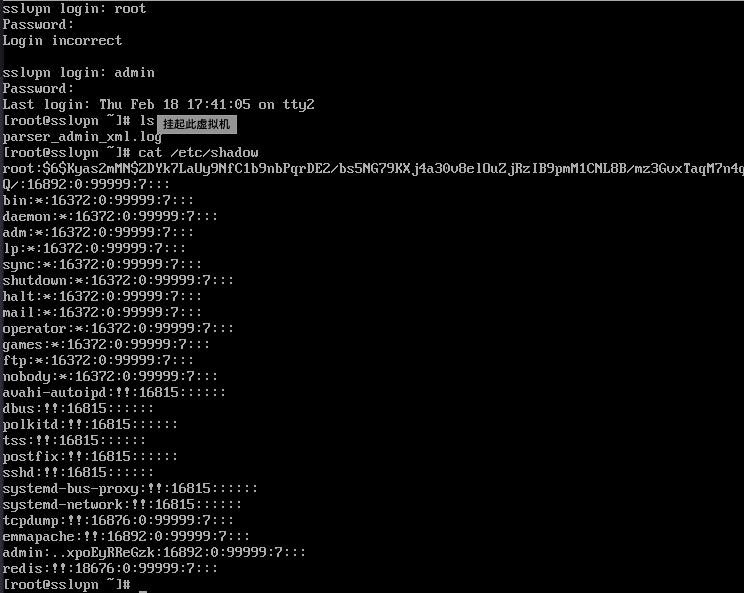 sslvpn login: root
Password:
Login incorrect
sslvpn login: admin
Password:
Last login: Thu Feb 18 17:41:05 on tty2
[root@sslvpn ~]# ls
挂起此虚拟机
parser_admin_xml.log
[root@sslvpn ~]# cat /etc/shadow
root:$6$Kyas2mMN$ZDYk7LaUy9NfC1b9nbPqrDE2/bs5NG79KXj4a30v8elOuZjRzIB9pmM1CNL8B/mz3GvxTaqM7n4q
Q/:16892:0:99999:7:::
bin:*:16372:0:99999:7:::
daemon:*:16372:0:99999:7:::
adm:*:16372:0:99999:7:::
lp:*:16372:0:99999:7:::
sync:*:16372:0:99999:7:::
shutdown:*:16372:0:99999:7:::
halt:*:16372:0:99999:7:::
mail:*:16372:0:99999:7:::
operator:*:16372:0:99999:7:::
games:*:16372:0:99999:7:::
ftp:*:16372:0:99999:7:::
nobody:*:16372:0:99999:7:::
avahi-autoipd:!!:16815::::::
dbus:!!:16815::::::
polkitd:!!:16815::::::
tss:!!:16815::::::
postfix:!!:16815::::::
sshd:!!:16815::::::
systemd-bus-proxy:!!:16815::::::
systemd-network:!!:16815::::::
tcpdump:!!:16876:0:99999:7:::
emmapache:!!:16892:0:99999:7:::
admin:..xpoEyRReGzk:16892:0:99999:7:::
redis:!!:18676:0:99999:7:::
[root@sslvpn ~]#